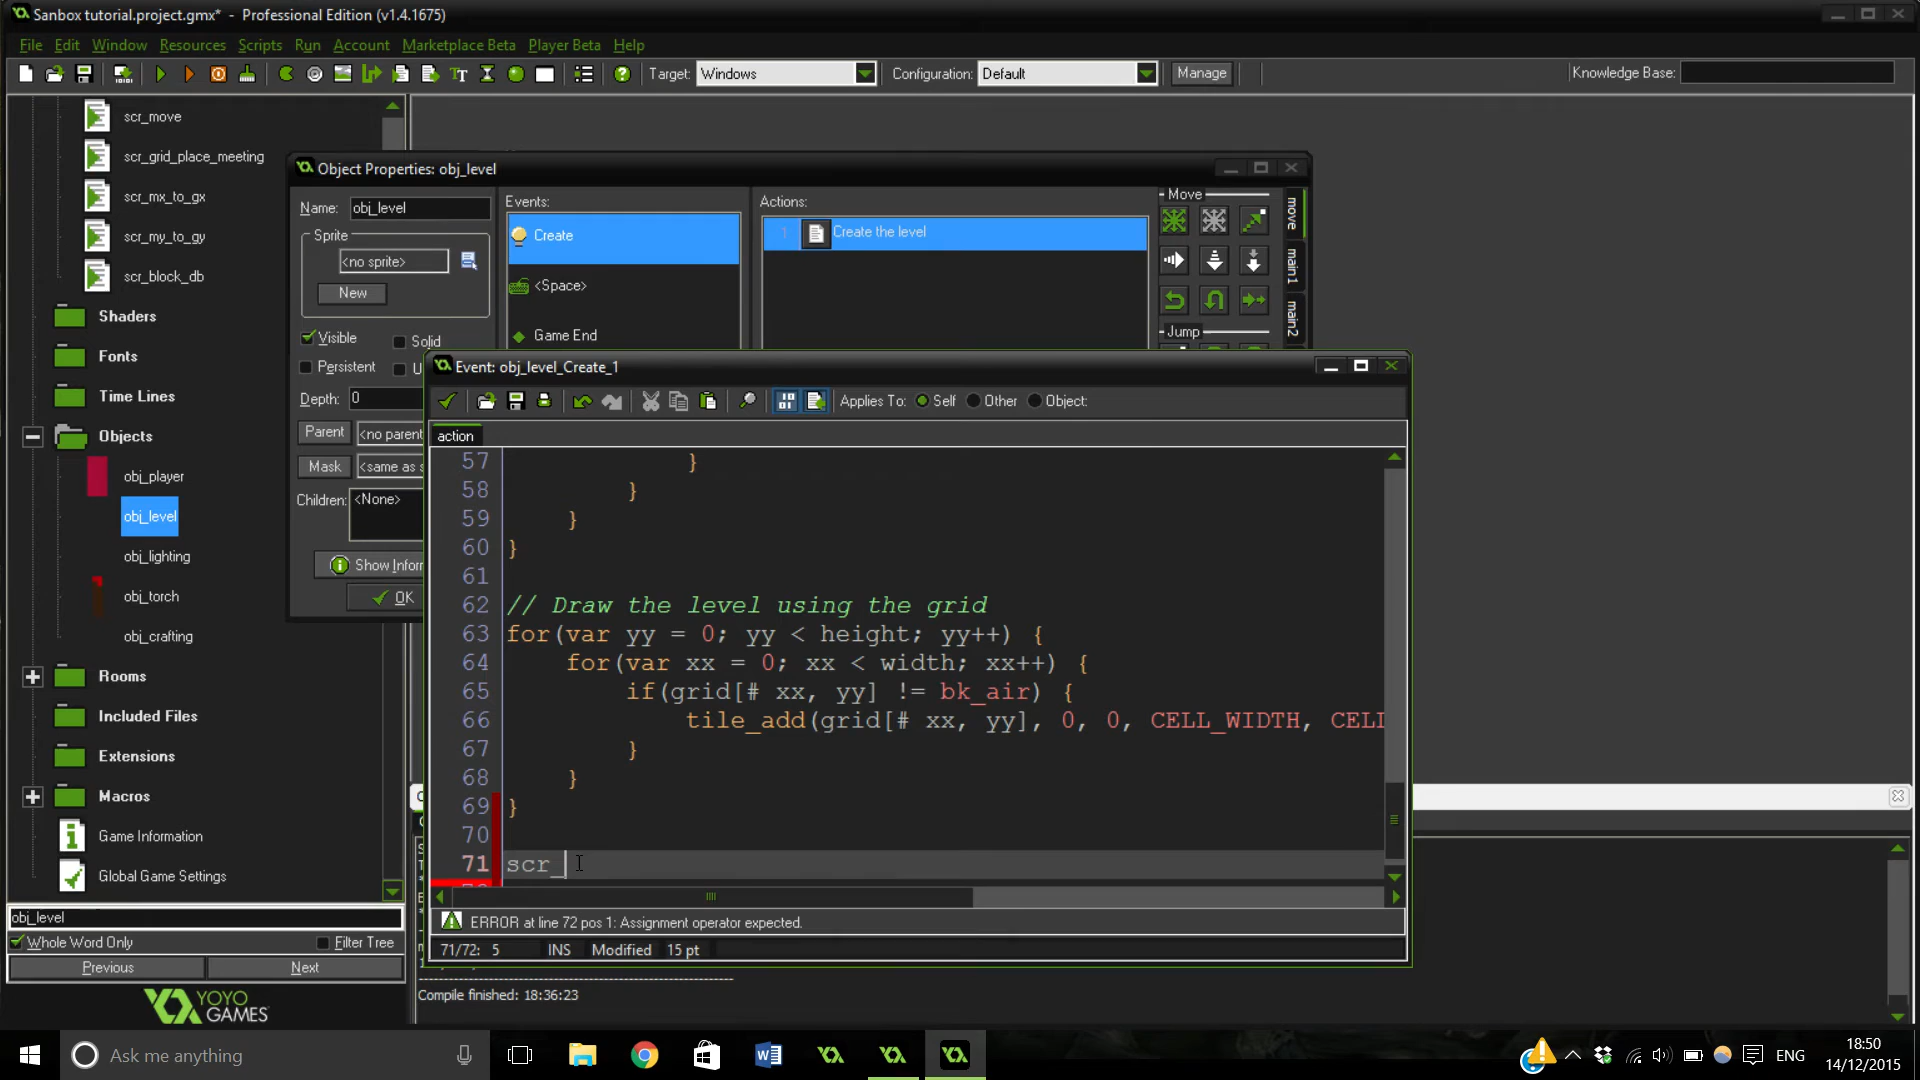 Sanbox tutorial.project.gmx* - Professional Edition (v1.4.1675)
File Edit Window Resources Scripts Run Account Marketplace Beta Player Beta Help
Target: Windows Configuration: Default Manage Knowledge Base:
scr_move
scr_grid_place_meeting
scr_mx_to_gx
scr_my_to_gy
scr_block_db
Shaders
Fonts
Time Lines
Objects
obj_player
obj_level
obj_lighting
obj_torch
obj_crafting
Rooms
Included Files
Extensions
Macros
Game Information
Global Game Settings
obj_level
Whole Word Only Filter Tree
Previous Next
YOYO
GAMES
Object Properties: obj_level
Name: obj_level
Sprite
<no sprite>
New
Visible Solid
Persistent U
Depth: 0
Parent <no parent
Mask <same as s
Children: <None>
Show Inform
OK
Events:
Create
<Space>
Game End
Actions:
1 Create the level
Move
Jump
move
main1
main2
Event: obj_level_Create_1
Applies To: Self Other Object:
action
57 }
58 }
59 }
60 }
61
62 // Draw the level using the grid
63 for(var yy = 0; yy < height; yy++) {
64 for(var xx = 0; xx < width; xx++) {
65 if(grid[# xx, yy] != bk_air) {
66 tile_add(grid[# xx, yy], 0, 0, CELL_WIDTH, CELL
67 }
68 }
69 }
70
71 scr_
ERROR at line 72 pos 1: Assignment operator expected.
71/72: 5 INS Modified 15 pt
Compile finished: 18:36:23
Ask me anything
ENG
18:50
14/12/2015